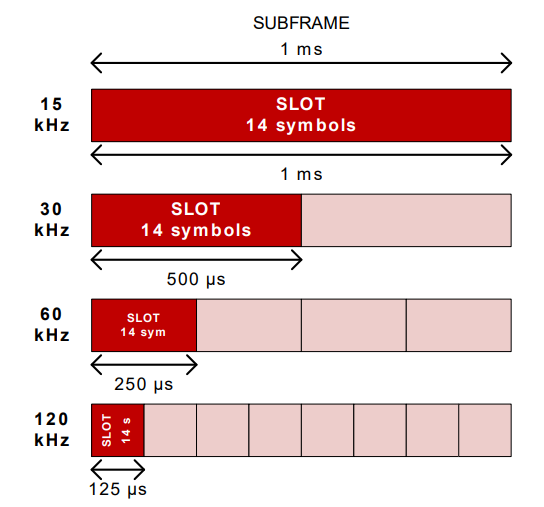 SUBFRAME
1 ms
15
kHz
SLOT
14 symbols
1 ms
30
kHz
SLOT
14 symbols
500 µs
60
kHz
SLOT
14 sym
250 µs
120
kHz
SLOT
14 s
125 µs